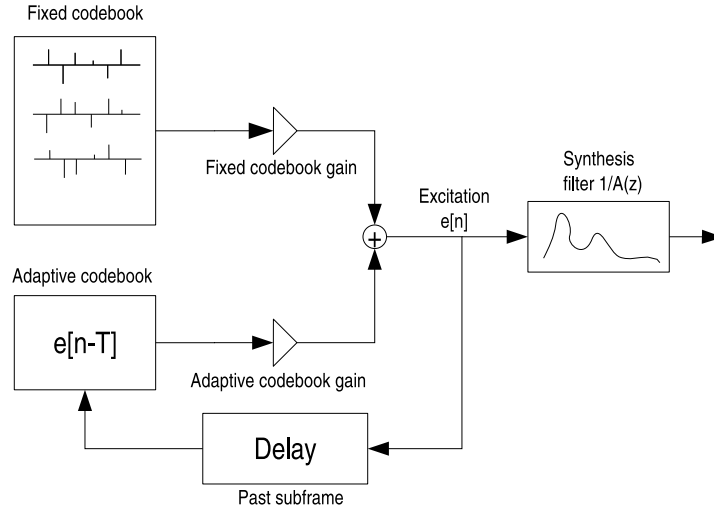 Fixed codebook
Fixed codebook gain
Synthesis
filter 1/A(z)
Excitation
e[n]
+
Adaptive codebook
e[n-T]
Adaptive codebook gain
Delay
Past subframe